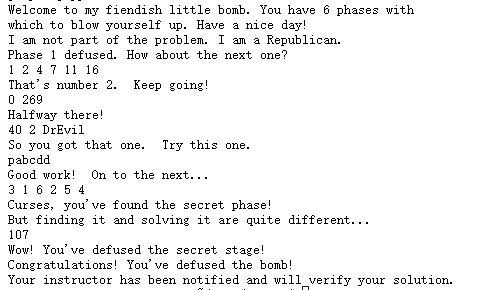 Welcome to my fiendish little bomb. You have 6 phases with
which to blow yourself up. Have a nice day!
I am not part of the problem. I am a Republican.
Phase 1 defused. How about the next one?
1 2 4 7 11 16
That's number 2.  Keep going!
0 269
Halfway there!
40 2 DrEvil
So you got that one.  Try this one.
pabcdd
Good work!  On to the next...
3 1 6 2 5 4
Curses, you've found the secret phase!
But finding it and solving it are quite different...
107
Wow! You've defused the secret stage!
Congratulations! You've defused the bomb!
Your instructor has been notified and will verify your solution.